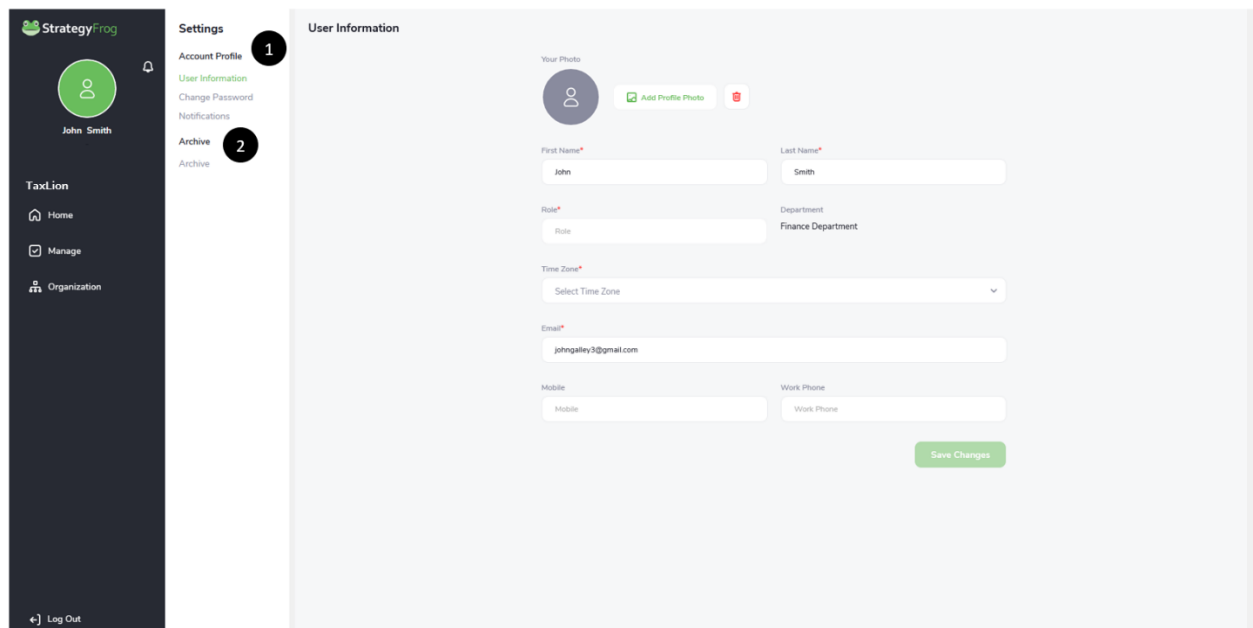 StrategyFrog
John Smith
TaxLion
Home
Manage
Organization
Log Out
Settings
Account Profile
1
User Information
Change Password
Notifications
Archive
2
Archive
User Information
Your Photo
Add Profile Photo
First Name* Last Name*
John Smith
Role* Department
Role Finance Department
Time Zone*
Select Time Zone
Email*
johngalley3@gmail.com
Mobile Work Phone
Mobile Work Phone
Save Changes